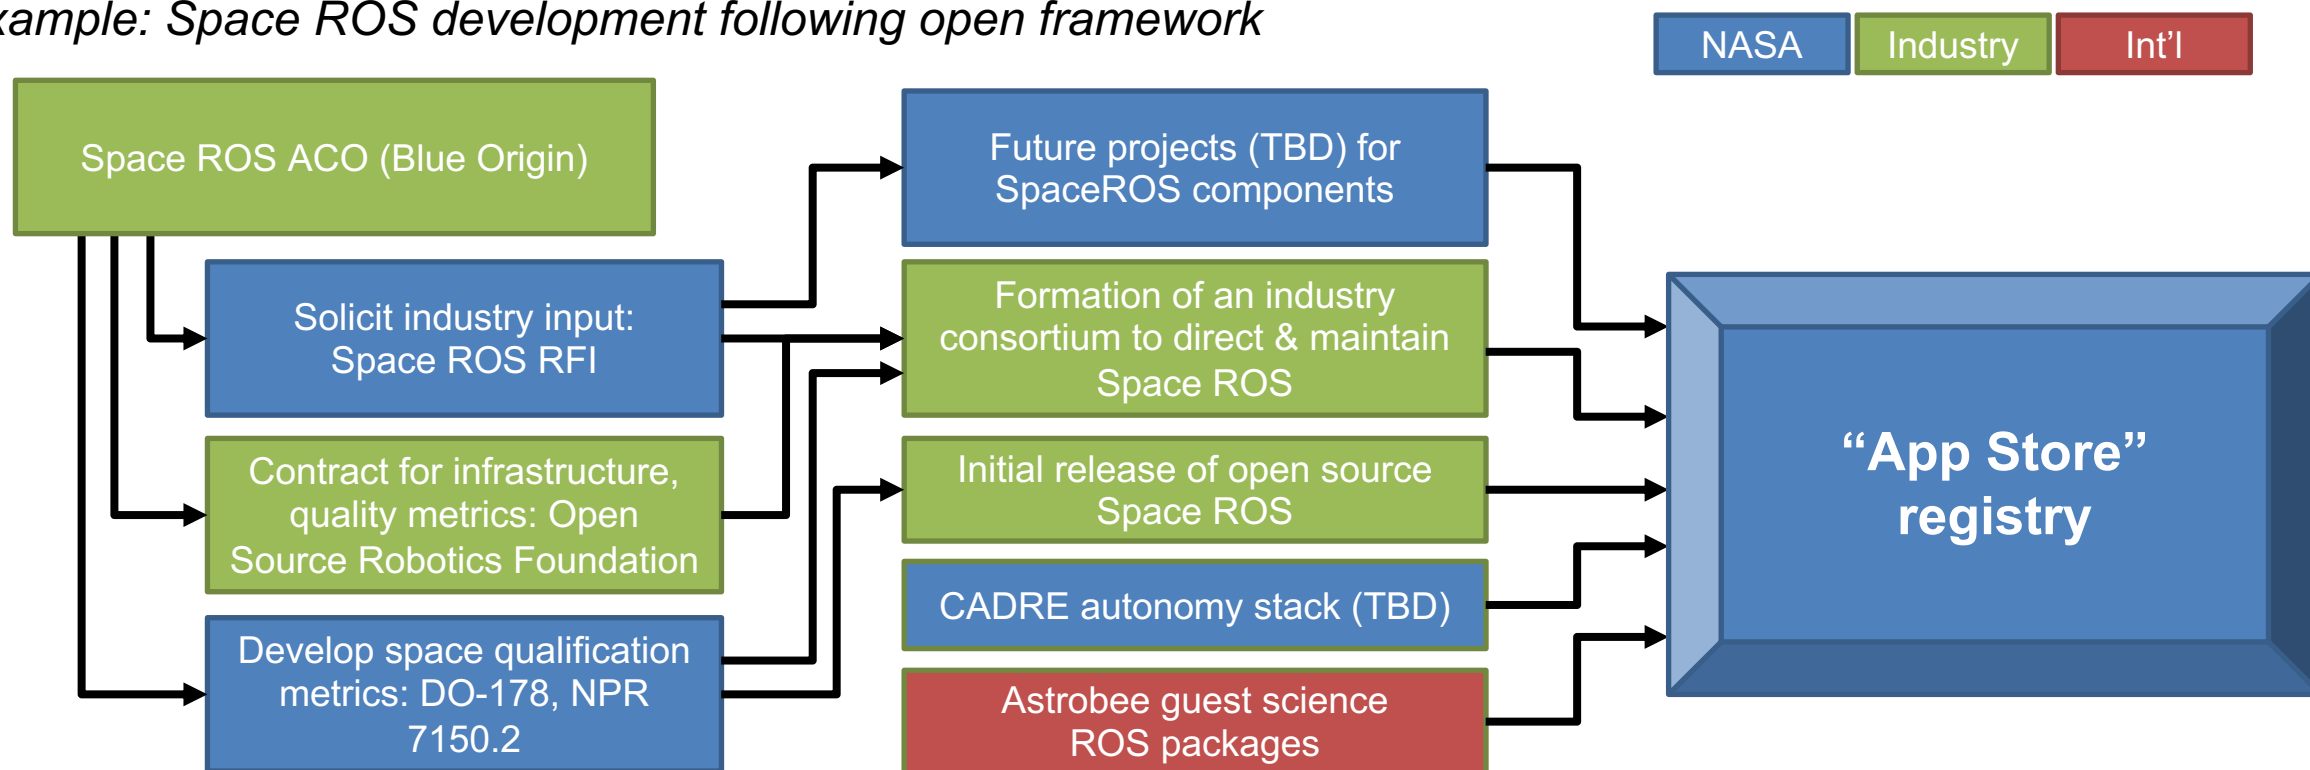 xample: Space ROS development following open framework
NASA
Industry
Int'l
Space ROS ACO (Blue Origin)
Solicit industry input:
Space ROS RFI
Contract for infrastructure,
quality metrics: Open
Source Robotics Foundation
Develop space qualification
metrics: DO-178, NPR
7150.2
Future projects (TBD) for
SpaceROS components
Formation of an industry
consortium to direct & maintain
Space ROS
Initial release of open source
Space ROS
CADRE autonomy stack (TBD)
Astrobee guest science
ROS packages
“App Store”
registry